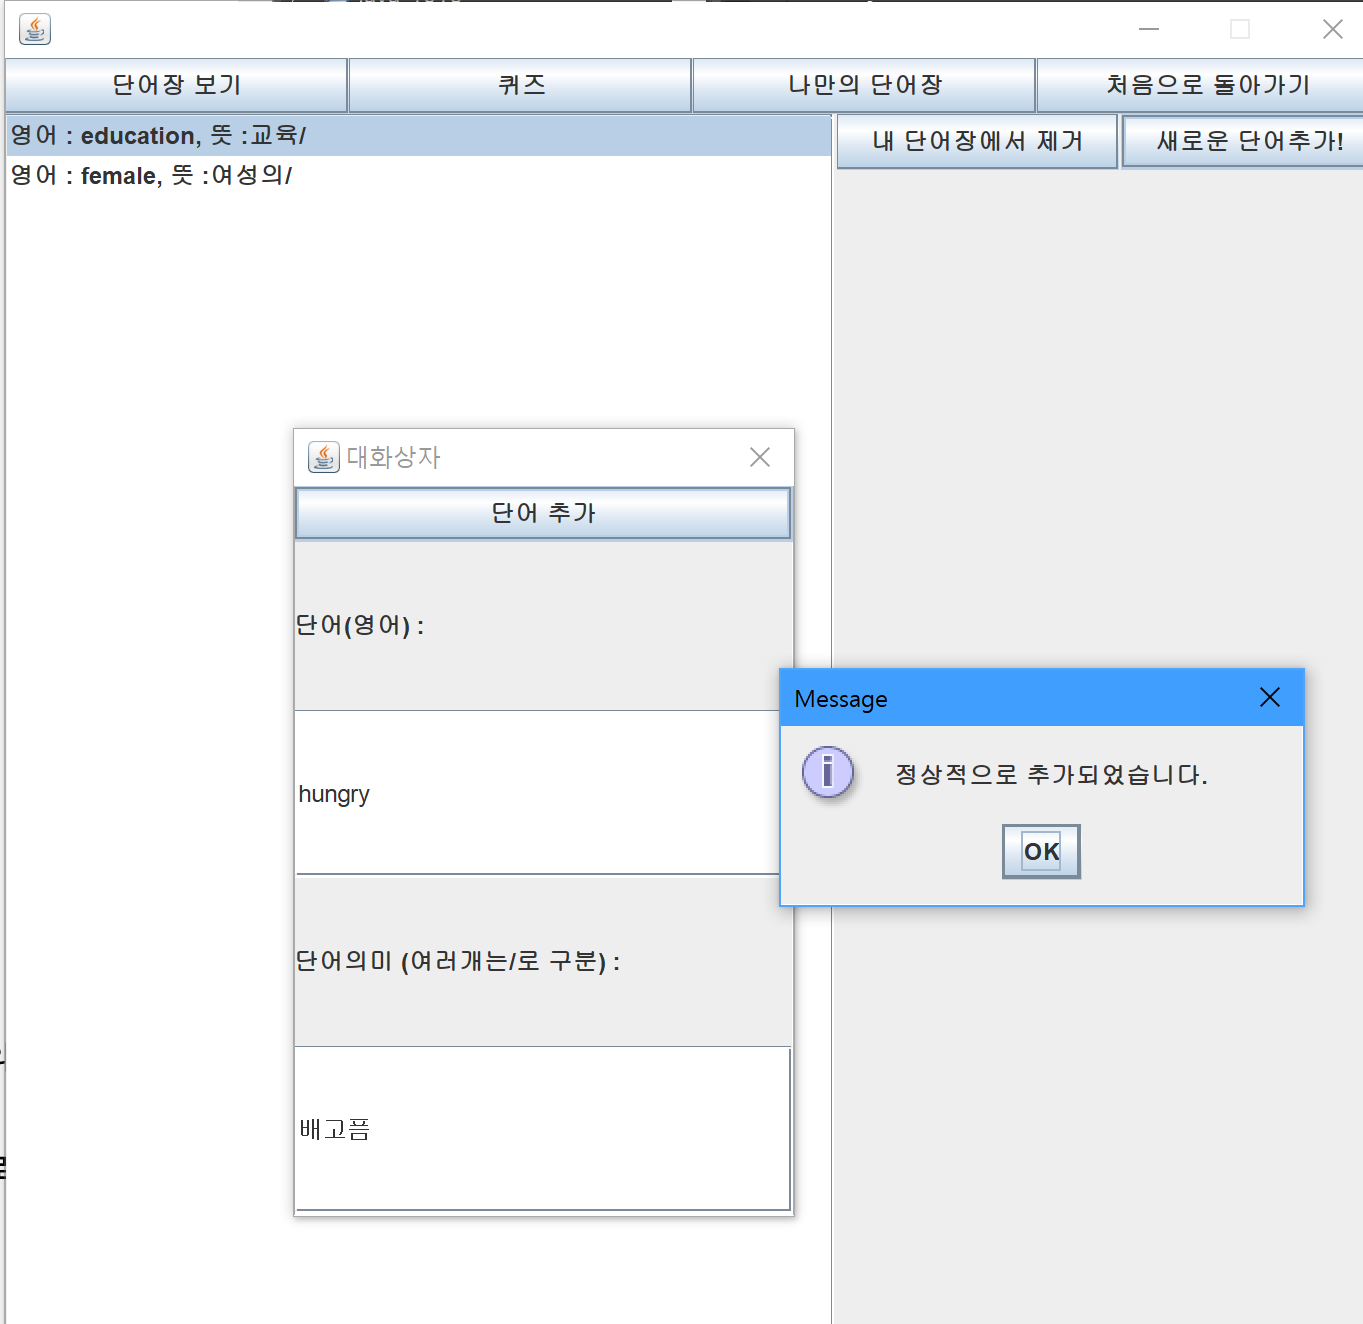 단어장 보기
퀴즈
나만의 단어장
처음으로 돌아가기
영어 : education, 뜻 :교육/
영어 : female, 뜻 :여성의/
내 단어장에서 제거
새로운 단어추가!
대화상자
단어 추가
단어(영어) :
hungry
단어의미 (여러개는/로 구분) :
배고픔
Message
정상적으로 추가되었습니다.
OK